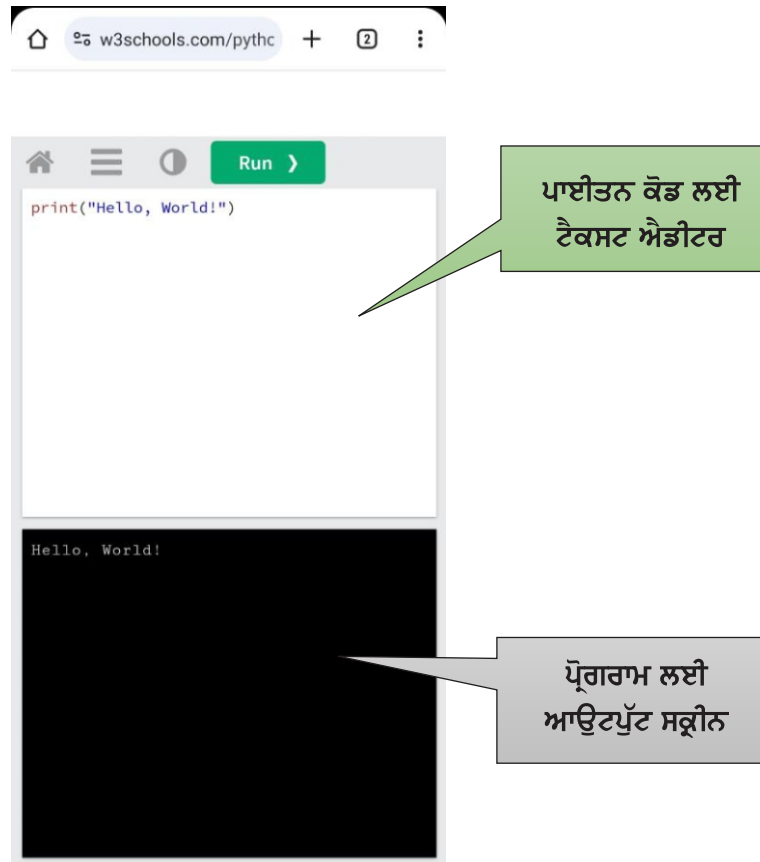 w3schools.com/pythc
2
Run ❯
print("Hello, World!")
ਪਾਈਤਨ ਕੋਡ ਲਈ
ਟੈਕਸਟ ਐਡੀਟਰ
Hello, World!
ਪ੍ਰੋਗਰਾਮ ਲਈ
ਆਉਟਪੁੱਟ ਸਕ੍ਰੀਨ